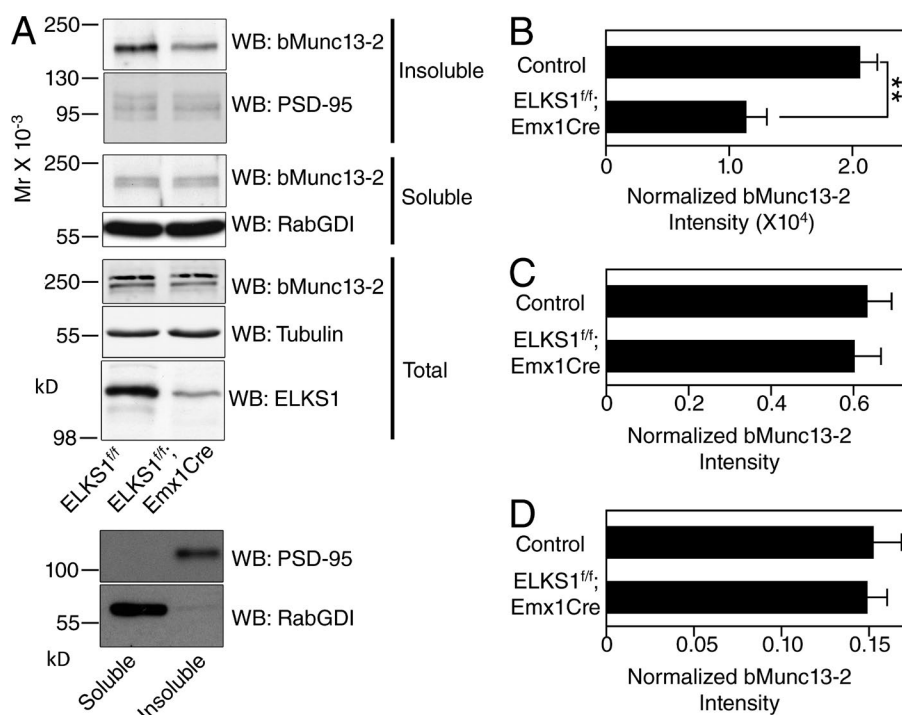 A
Mr X 10⁻³
250
WB: bMunc13-2
130
95
WB: PSD-95
Insoluble
250
WB: bMunc13-2
55
WB: RabGDI
Soluble
250
WB: bMunc13-2
55
WB: Tubulin
kD
WB: ELKS1
98
Total
ELKS1f/f
ELKS1f/f;
Emx1Cre
100
WB: PSD-95
55
WB: RabGDI
kD
Soluble
Insoluble
B
Control
ELKS1f/f;
Emx1Cre
**
0 1.0 2.0
Normalized bMunc13-2
Intensity (X10⁴)
C
Control
ELKS1f/f;
Emx1Cre
0 0.2 0.4 0.6
Normalized bMunc13-2
Intensity
D
Control
ELKS1f/f;
Emx1Cre
0 0.05 0.10 0.15
Normalized bMunc13-2
Intensity